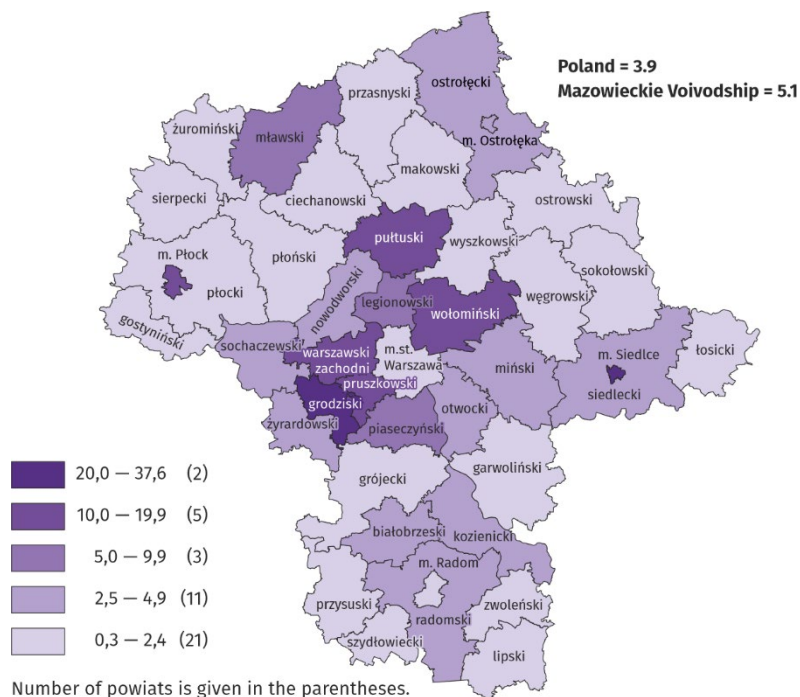 Poland = 3.9
Mazowieckie Voivodship = 5.1
ostrołęcki
przasnyski
żuromiński
mławski
m. Ostrołęka
makowski
sierpecki
ciechanowski
ostrowski
pułtuski
wyszkowski
m. Płock
płoński
sokołowski
płocki
nowodworski
legionowski
wołomiński
węgrowski
gostyniński
sochaczewski
warszawski
zachodni
m.st.
Warszawa
miński
m. Siedlce
łosicki
pruszkowski
siedlecki
grodziski
otwocki
żyrardowski
piaseczyński
garwoliński
grójecki
białobrzeski
kozienicki
m. Radom
przysuski
zwoleński
radomski
szydłowiecki
lipski
20,0 — 37,6 (2)
10,0 — 19,9 (5)
5,0 — 9,9 (3)
2,5 — 4,9 (11)
0,3 — 2,4 (21)
Number of powiats is given in the parentheses.